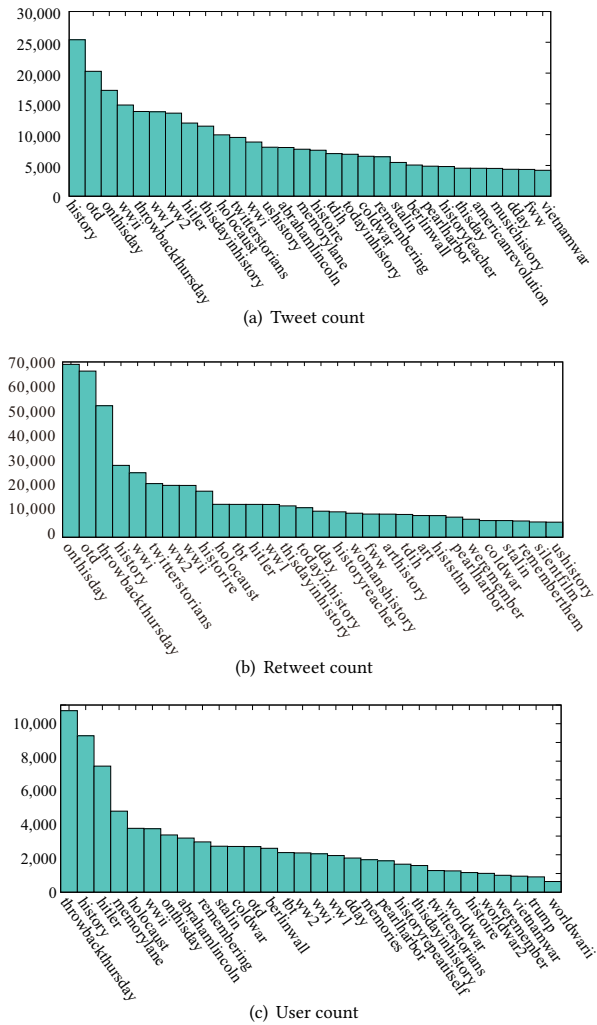 30,000
25,000
20,000
15,000
10,000
5,000
0
history
otd
onthisday
wwii
throwbackthursday
ww1
ww2
hitler
thisdayinhistory
holocaust
twitterstorians
wwi
ushistory
abrahamlincoln
memorylane
histoire
tdih
todayinhistory
coldwar
remembering
stalin
berlinwall
pearlharbor
historyteacher
thisday
americanrevolution
musichistory
dday
fww
vietnamwar
(a) Tweet count
70,000
60,000
50,000
40,000
30,000
20,000
10,000
0
onthisday
otd
throwbackthursday
history
ww1
twitterstorians
ww2
wwii
historire
holocaust
tbt
hitler
ww1
thisdayinhistory
todayinhistory
dday
historyreacher
womanshistory
fww
arthistory
tdih
art
histsthm
pearlharbor
weremember
coldwar
stalin
rememberthem
silentfilm
ushistory
(b) Retweet count
10,000
8,000
6,000
4,000
2,000
0
throwbackthursday
history
hitler
memorylane
holocaust
wwii
onthisday
abrahamlincoln
remembering
stalin
coldwar
otd
berlinwall
tbt
ww2
wwi
ww1
dday
memories
pearlharbor
historyrepeatitself
thisdayinhistory
twitterstorians
worldwar
histoire
worldwar2
weremember
vietnamwar
trump
worldwarii
(c) User count